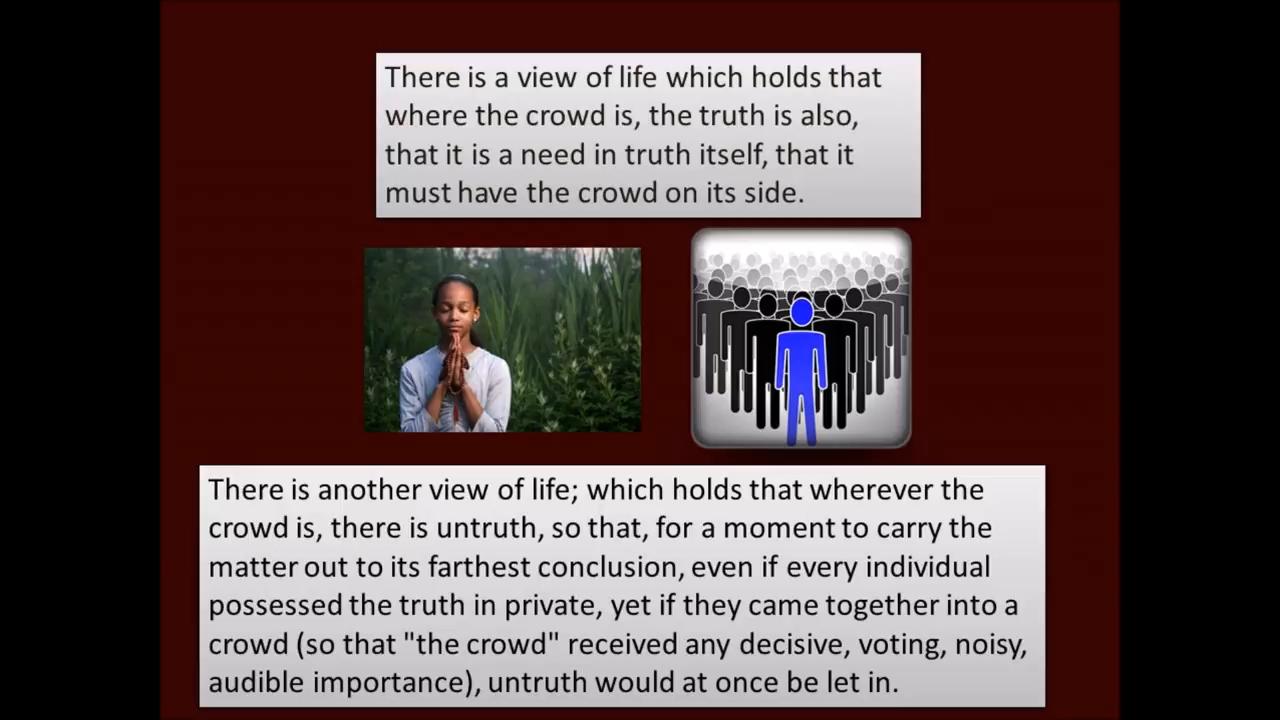 There is a view of life which holds that
where the crowd is, the truth is also,
that it is a need in truth itself, that it
must have the crowd on its side.
There is another view of life; which holds that wherever the
crowd is, there is untruth, so that, for a moment to carry the
matter out to its farthest conclusion, even if every individual
possessed the truth in private, yet if they came together into a
crowd (so that "the crowd" received any decisive, voting, noisy,
audible importance), untruth would at once be let in.